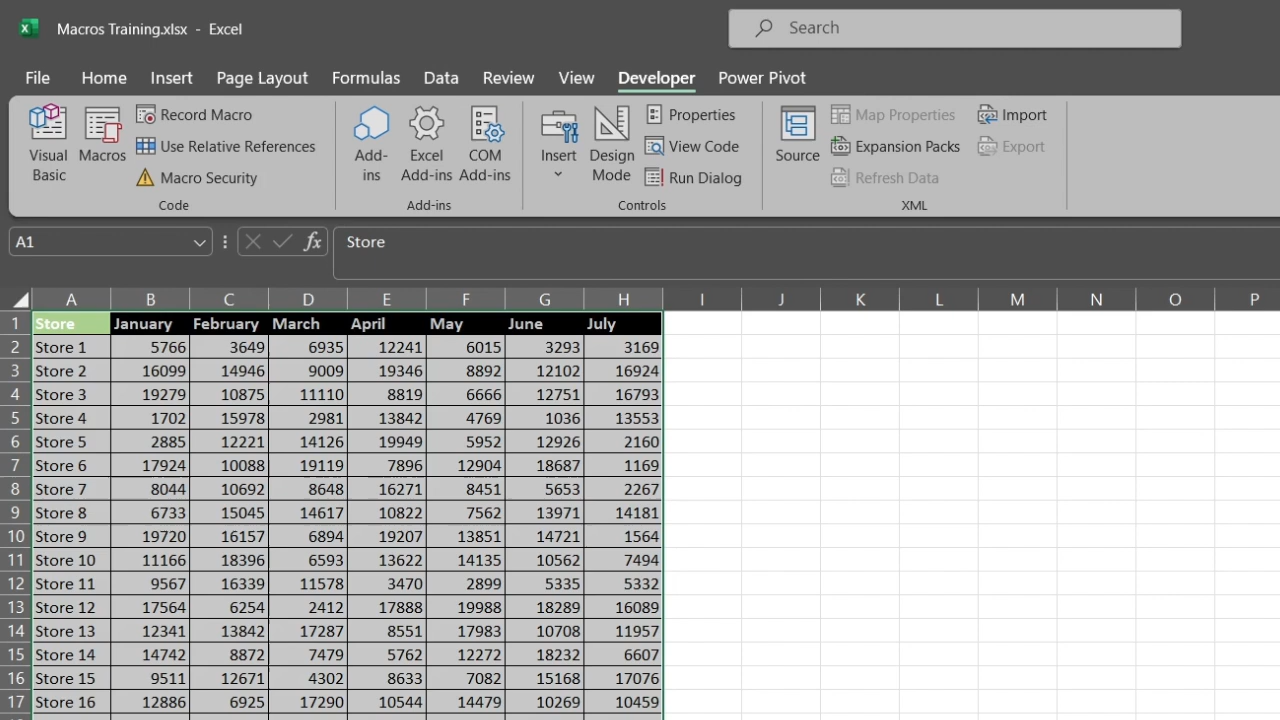 Macros Training.xlsx - Excel
Search
File Home Insert Page Layout Formulas Data Review View Developer Power Pivot
Visual Basic
Macros
Record Macro
Use Relative References
Macro Security
Code
Add-ins
Excel Add-ins
COM Add-ins
Add-ins
Insert
Design Mode
Properties
View Code
Run Dialog
Controls
Source
Map Properties
Expansion Packs
Refresh Data
Import
Export
XML
A1 fx Store
A B C D E F G H I J K L M N O P
1 Store January February March April May June July
2 Store 1 5766 3649 6935 12241 6015 3293 3169
3 Store 2 16099 14946 9009 19346 8892 12102 16924
4 Store 3 19279 10875 11110 8819 6666 12751 16793
5 Store 4 1702 15978 2981 13842 4769 1036 13553
6 Store 5 2885 12221 14126 19949 5952 12926 2160
7 Store 6 17924 10088 19119 7896 12904 18687 1169
8 Store 7 8044 10692 8648 16271 8451 5653 2267
9 Store 8 6733 15045 14617 10822 7562 13971 14181
10 Store 9 19720 16157 6894 19207 13851 14721 1564
11 Store 10 11166 18396 6593 13622 14135 10562 7494
12 Store 11 9567 16339 11578 3470 2899 5335 5332
13 Store 12 17564 6254 2412 17888 19988 18289 16089
14 Store 13 12341 13842 17287 8551 17983 10708 11957
15 Store 14 14742 8872 7479 5762 12272 18232 6607
16 Store 15 9511 12671 4302 8633 7082 15168 17076
17 Store 16 12886 6925 17290 10544 14479 10269 10459